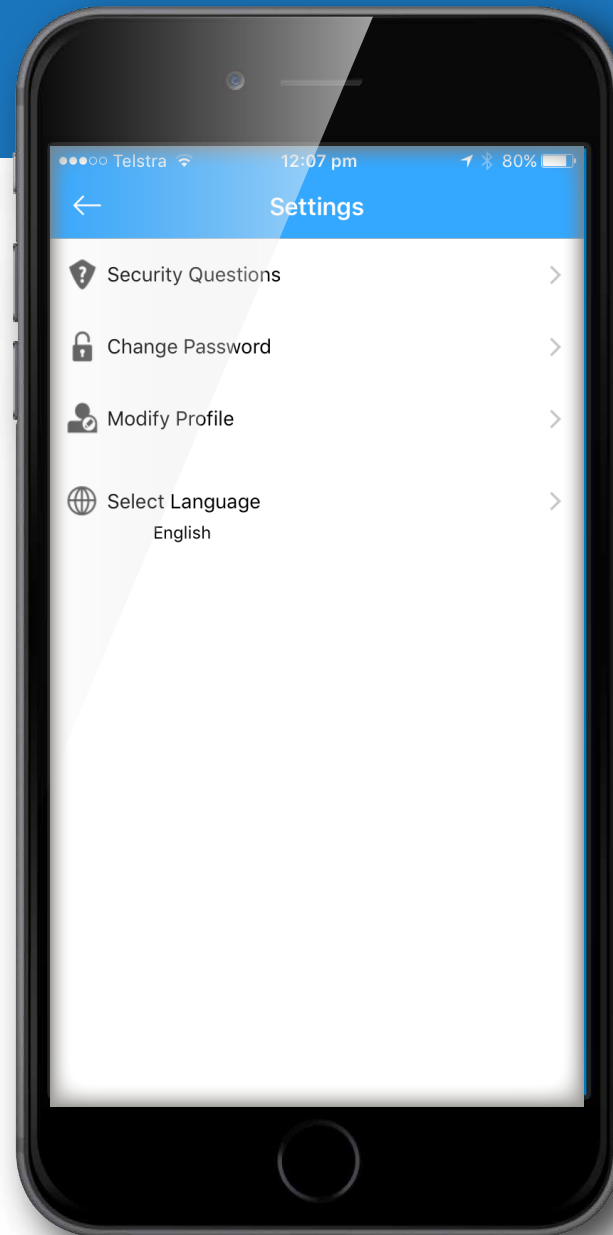 Telstra 12:07 pm 80%
Settings
Security Questions
Change Password
Modify Profile
Select Language
English